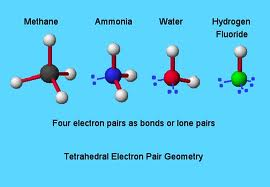 Methane Ammonia Water Hydrogen
Fluoride
Four electron pairs as bonds or lone pairs
Tetrahedral Electron Pair Geometry